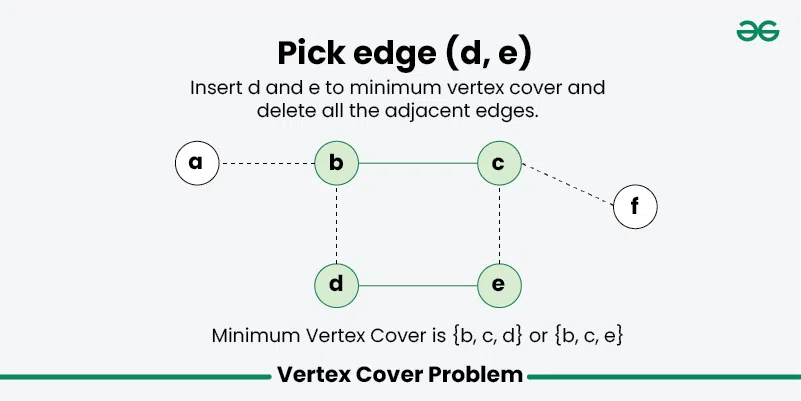 Pick edge (d, e)
Insert d and e to minimum vertex cover and
delete all the adjacent edges.
a
b
c
f
d
e
Minimum Vertex Cover is {b, c, d} or {b, c, e}
Vertex Cover Problem